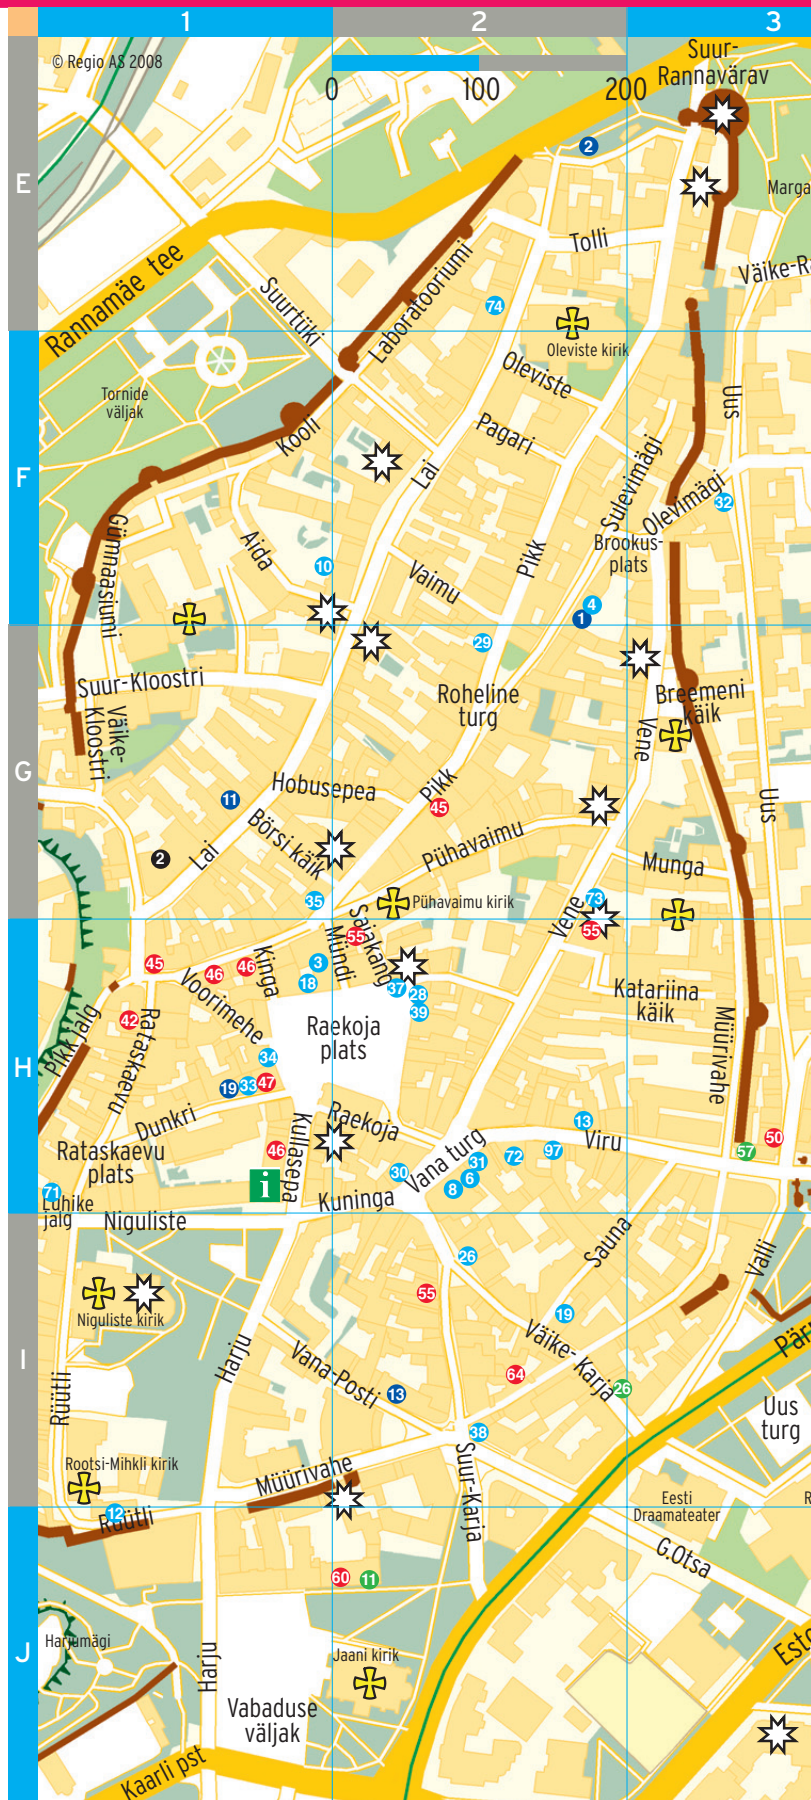 1
2
3
© Regio AS 2008
0
100
200
Suur-
Rannavärav
E
2
Marga
Tolli
Rannamäe tee
Suurtüki
Laboratooriumi
Väike-Ra
74
Oleviste kirik
Oleviste
Tornide
väljak
Uus
Kooli
Pagari
F
Lai
Sulevimägi
Olevimägi
32
Gümnaasiumi
Aida
Brookus-
plats
Pikk
10
Vaimu
4
1
29
Suur-Kloostri
Roheline
turg
Breemeni
käik
Väike-
Kloostri
Vene
G
11
Hobusepea
Pikk
45
Uus
Börsi käik
2
Lai
Pühavaimu
Munga
35
Pühavaimu kirik
73
Vene
55
55
Saiakang
Mündi
45
46
46
Kinga
3
18
37
28
39
Katariina
käik
Voorimehe
42
Rataskaevu
Pikk jalg
Raekoja
plats
Müürivahe
H
34
19
33
47
Dunkri
Raekoja
13
Viru
50
57
46
Kullasepa
Rataskaevu
plats
Vana turg
31
72
97
30
6
8
71
Lühike
jalg
i
Kuninga
Niguliste
Sauna
26
Valli
Niguliste kirik
55
19
Väike-Karja
Pärn
I
Harju
Vana-Posti
64
13
26
Rüütli
Uus
turg
38
Rootsi-Mihkli kirik
Müürivahe
Suur-Karja
Eesti
Draamateater
R
12
Rüütli
G.Otsa
60
11
J
Harjumägi
Harju
Jaani kirik
Esto
Vabaduse
väljak
Kaarli pst